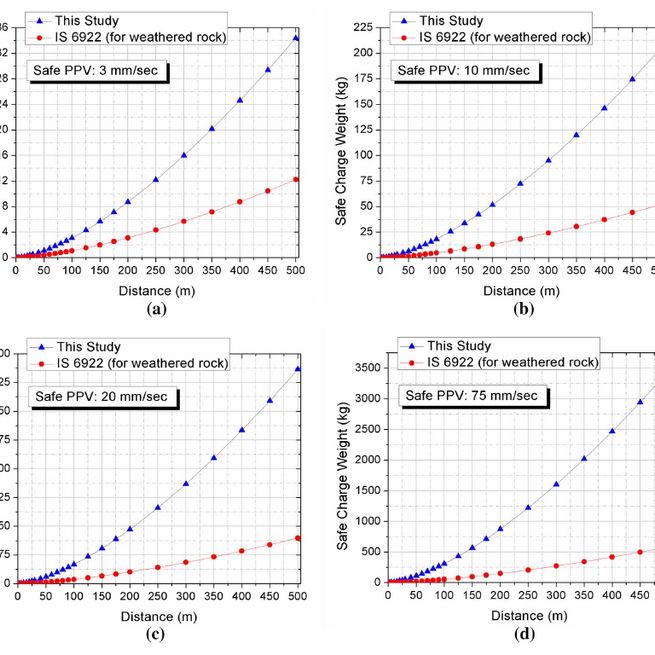 This Study
IS 6922 (for weathered rock)
Safe PPV: 3 mm/sec
8
4
0
0 50 100 150 200 250 300 350 400 450 500
Distance (m)
(a)
This Study
IS 6922 (for weathered rock)
Safe PPV: 10 mm/sec
Safe Charge Weight (kg)
225
200
175
150
125
100
75
50
25
0
0 50 100 150 200 250 300 350 400 450
Distance (m)
(b)
This Study
IS 6922 (for weathered rock)
Safe PPV: 20 mm/sec
75
0
0 50 100 150 200 250 300 350 400 450 500
Distance (m)
(c)
This Study
IS 6922 (for weathered rock)
Safe PPV: 75 mm/sec
Safe Charge Weight (kg)
3500
3000
2500
2000
1500
1000
500
0
0 50 100 150 200 250 300 350 400 450
Distance (m)
(d)